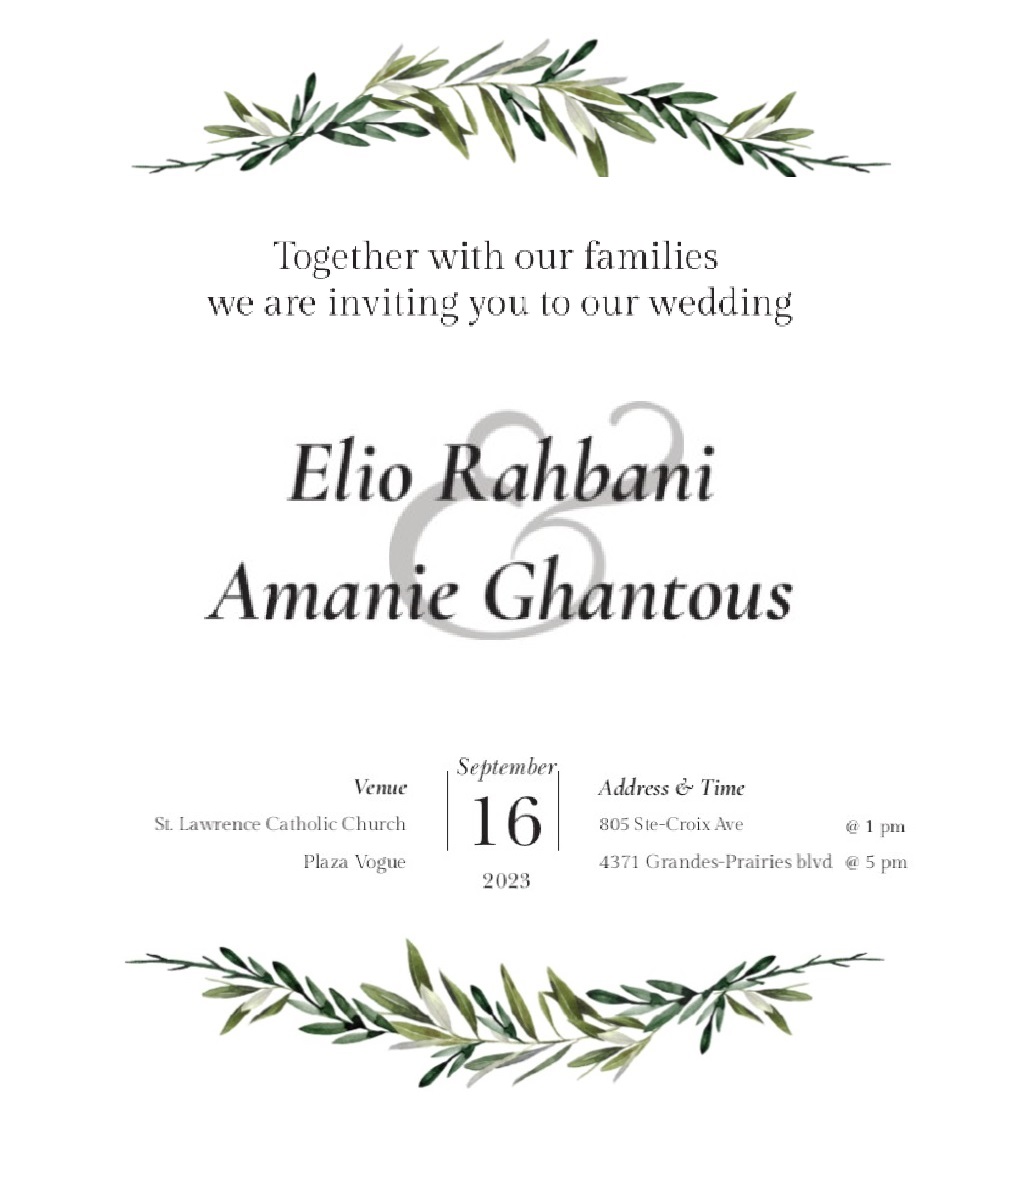 Together with our families
we are inviting you to our wedding
&
Elio Rahbani
Amanie Ghantous
September
16
2023
Venue
St. Lawrence Catholic Church
Plaza Vogue
Address & Time
805 Ste-Croix Ave @ 1 pm
4371 Grandes-Prairies blvd @ 5 pm